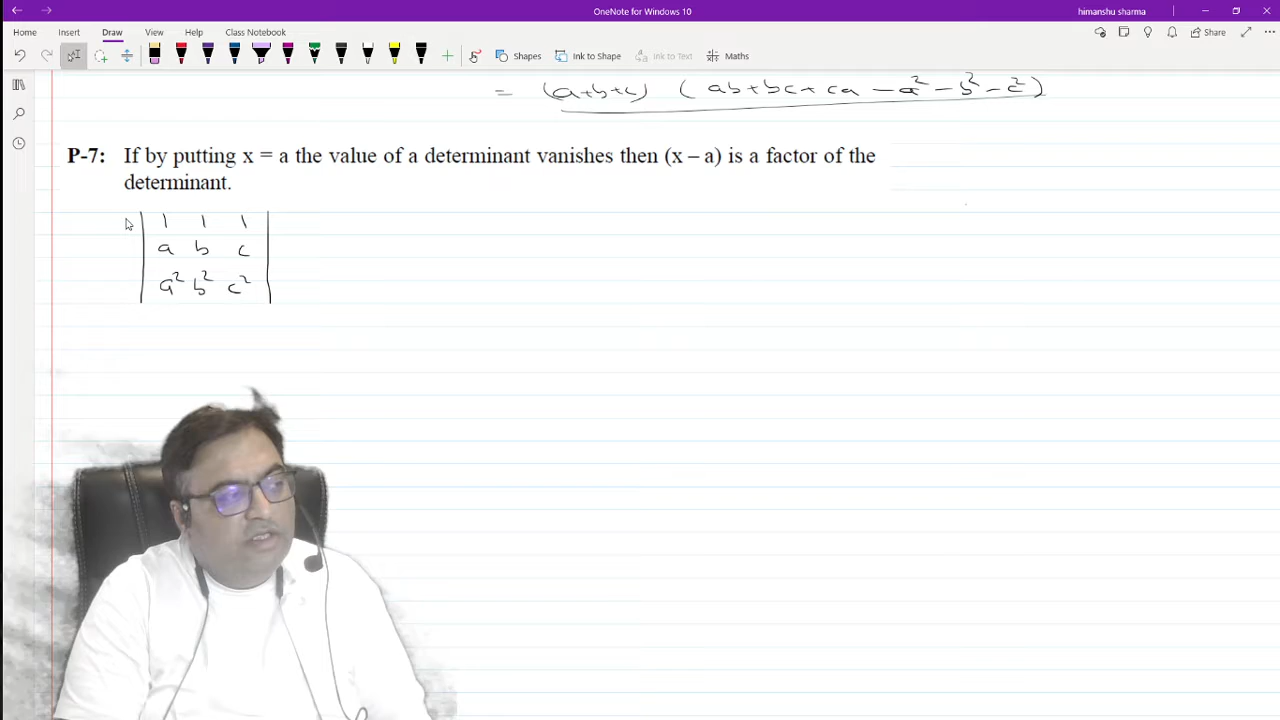 OneNote for Windows 10
himanshu sharma
Home Insert Draw View Help Class Notebook
Share
Shapes Ink to Shape Ink to Text Maths
= (a+b+c) (ab+bc+ca -a² -b² -c²)
P-7: If by putting x = a the value of a determinant vanishes then (x – a) is a factor of the
determinant.
1 1 1
a b c
a² b² c²